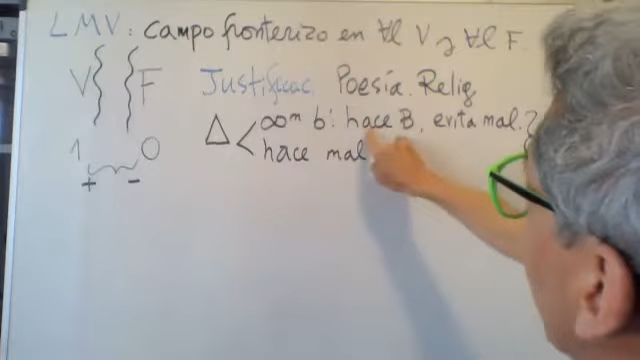 LMV: Campo fronterizo en ∀l V y ∀l F.
V F Justificac. Poesía. Relig
Δ < ∞ᵐ b: hace B, evita mal.?
hace mal
1 0
+ -